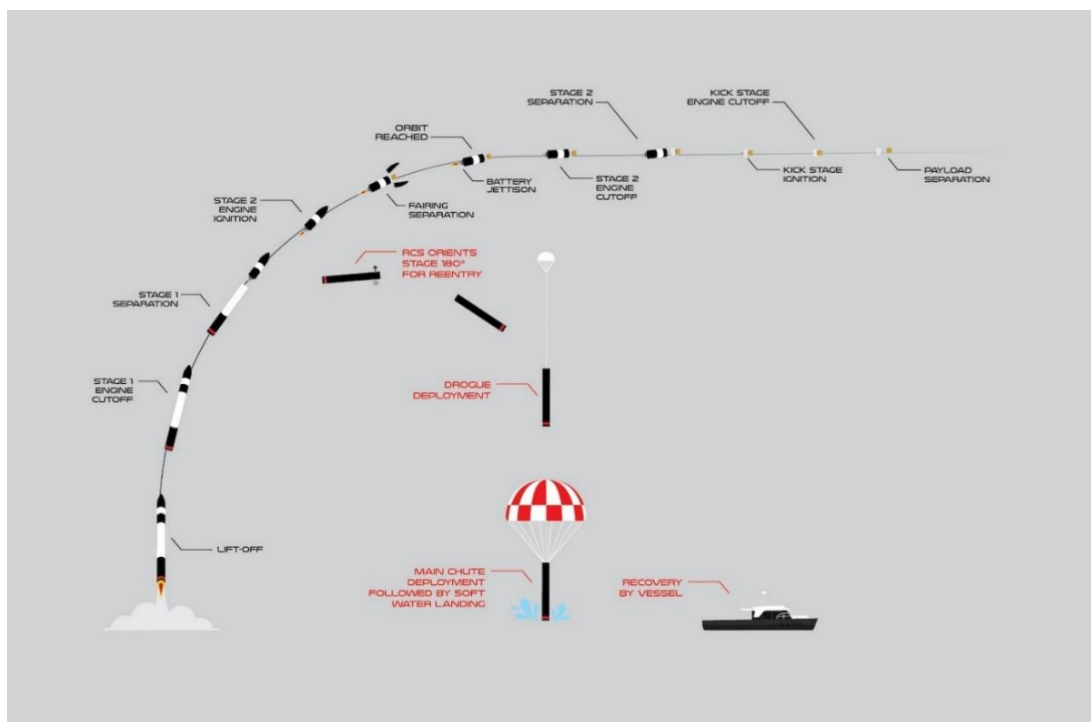 LIFT-OFF
STAGE 1
ENGINE
CUTOFF
STAGE 1
SEPARATION
STAGE 2
ENGINE
IGNITION
FAIRING
SEPARATION
ORBIT
REACHED
BATTERY
JETTISON
STAGE 2
ENGINE
CUTOFF
STAGE 2
SEPARATION
KICK STAGE
IGNITION
KICK STAGE
ENGINE CUTOFF
PAYLOAD
SEPARATION
RCS ORIENTS
STAGE 180°
FOR REENTRY
DROGUE
DEPLOYMENT
MAIN CHUTE
DEPLOYMENT
FOLLOWED BY SOFT
WATER LANDING
RECOVERY
BY VESSEL